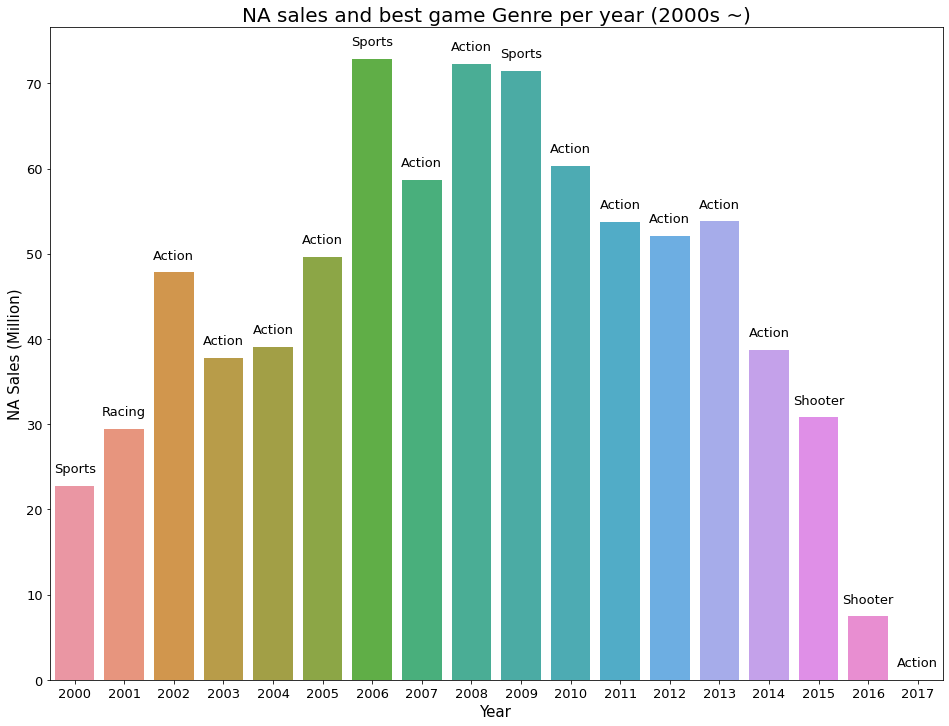 NA sales and best game Genre per year (2000s ~)
Sports
Racing
Action
Action
Action
Action
Sports
Action
Action
Sports
Action
Action
Action
Action
Action
Shooter
Shooter
Action
70
60
50
40
30
20
10
0
NA Sales (Million)
2000 2001 2002 2003 2004 2005 2006 2007 2008 2009 2010 2011 2012 2013 2014 2015 2016 2017
Year